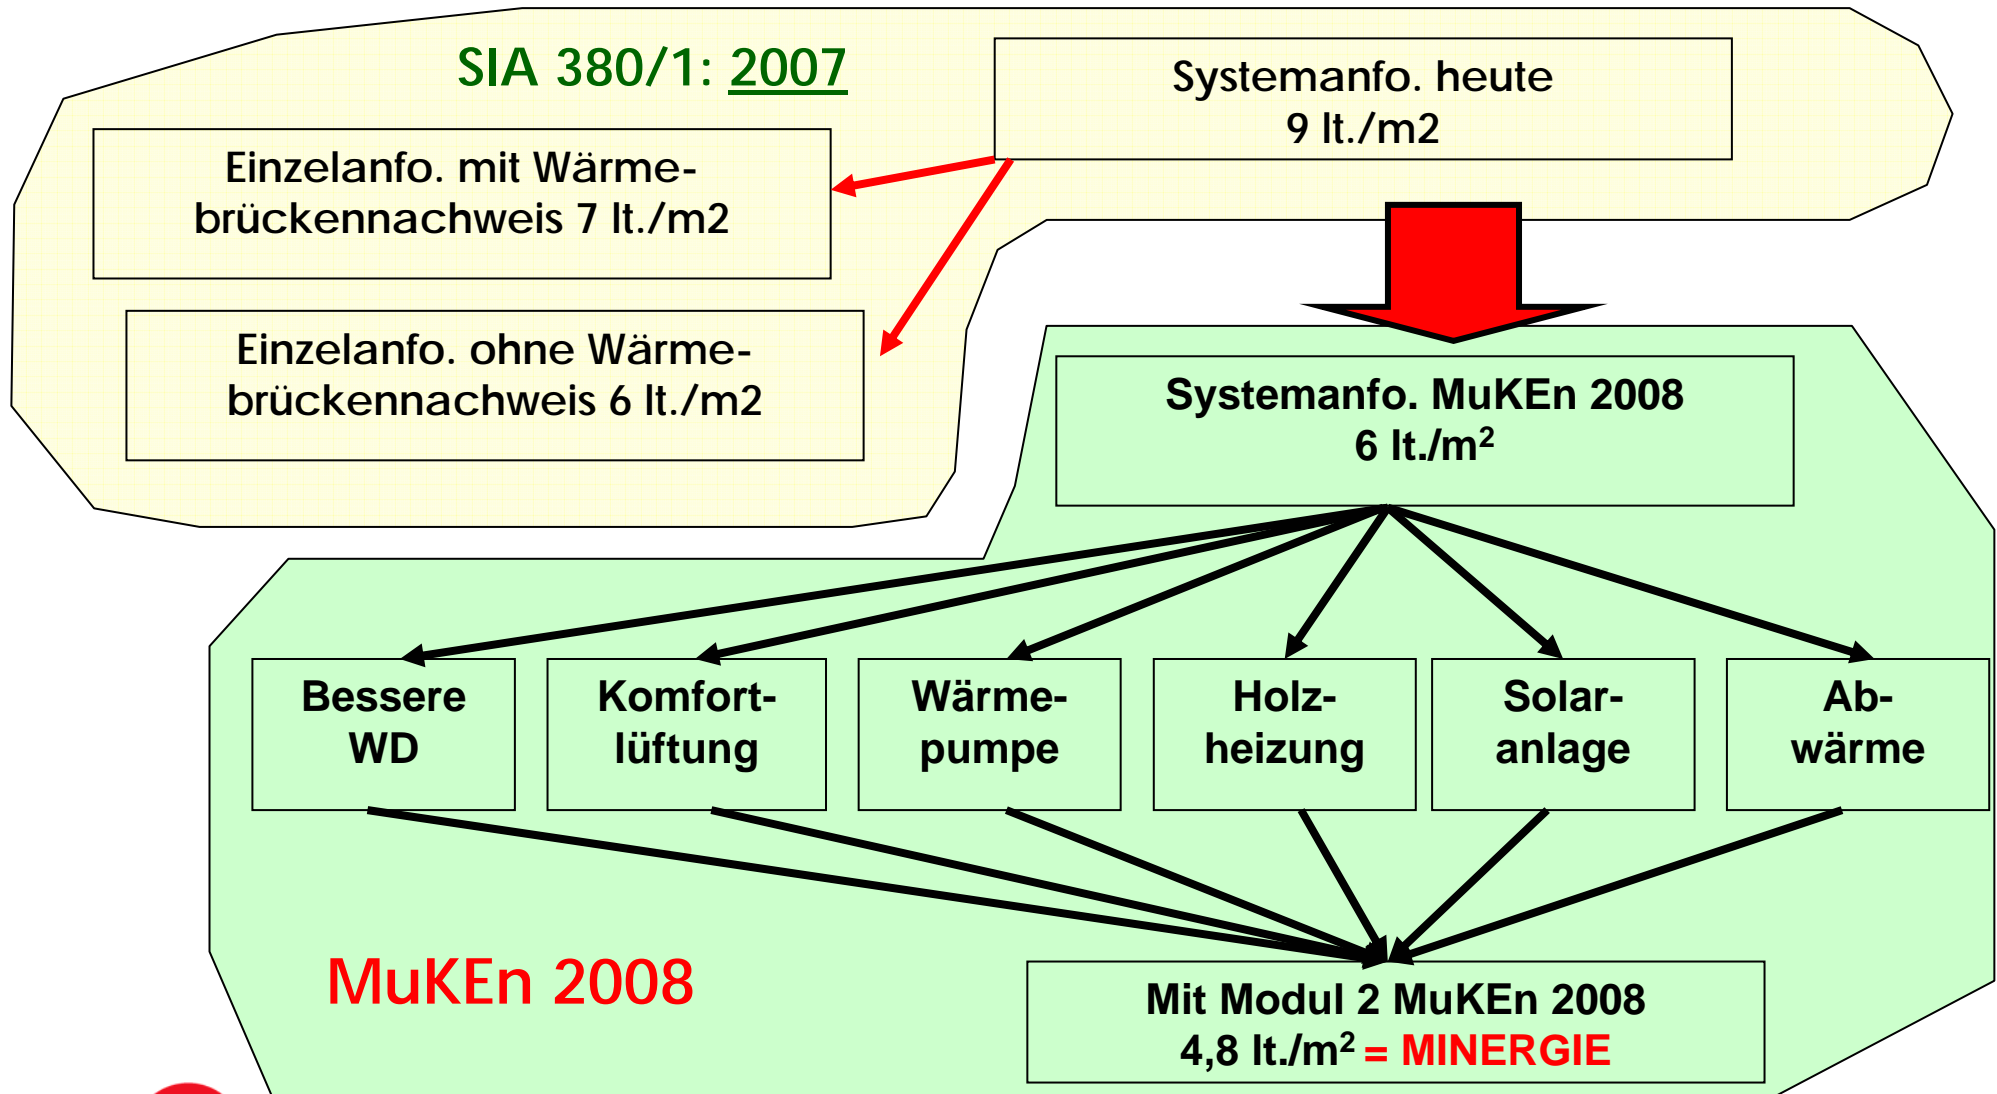 SIA 380/1: 2007
Systemanfo. heute
9 lt./m2
Einzelanfo. mit Wärme-
brückennachweis 7 lt./m2
Einzelanfo. ohne Wärme-
brückennachweis 6 lt./m2
Systemanfo. MuKEn 2008
6 lt./m²
Bessere
WD
Komfort-
lüftung
Wärme-
pumpe
Holz-
heizung
Solar-
anlage
Ab-
wärme
MuKEn 2008
Mit Modul 2 MuKEn 2008
4,8 lt./m² = MINERGIE